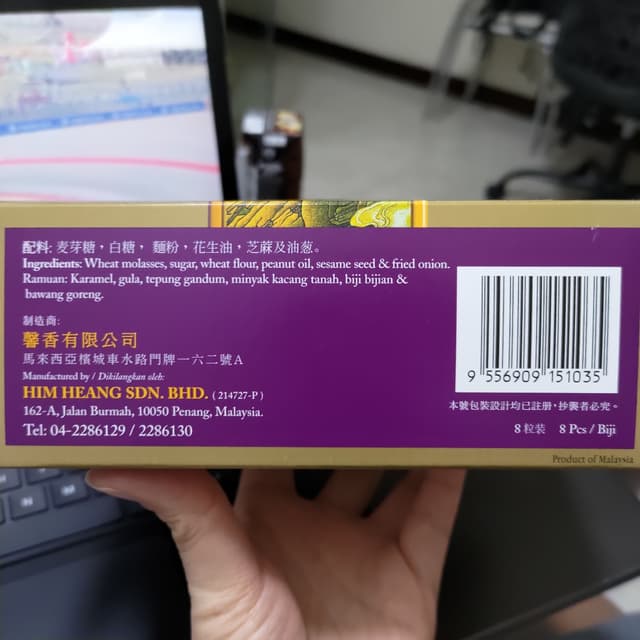 配料: 麦芽糖，白糖， 麵粉，花生油，芝蔴及油葱。
Ingredients: Wheat molasses, sugar, wheat flour, peanut oil, sesame seed & fried onion.
Ramuan: Karamel, gula, tepung gandum, minyak kacang tanah, biji bijian &
bawang goreng.
制造商:
馨香有限公司
馬來西亞檳城車水路門牌一六二號A
Manufactured by / Dikilangkan oleh:
HIM HEANG SDN. BHD. ( 214727-P )
162-A, Jalan Burmah, 10050 Penang, Malaysia.
Tel: 04-2286129 / 2286130
9 556909 151035
本號包裝設計均已註册，抄襲者必究。
8 粒裝 8 Pcs / Biji
Product of Malaysia